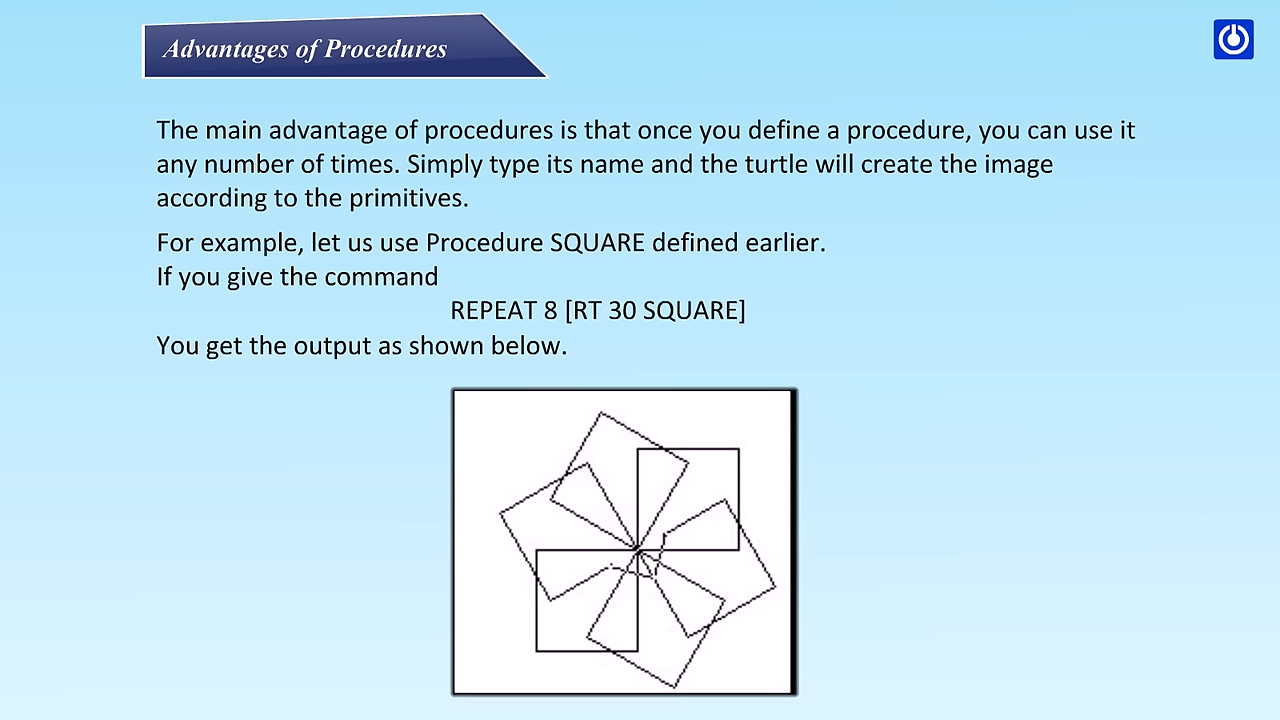 Advantages of Procedures
The main advantage of procedures is that once you define a procedure, you can use it
any number of times. Simply type its name and the turtle will create the image
according to the primitives.
For example, let us use Procedure SQUARE defined earlier.
If you give the command
REPEAT 8 [RT 30 SQUARE]
You get the output as shown below.